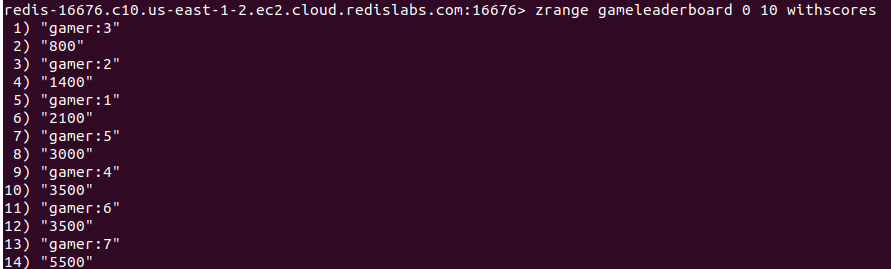 redis-16676.c10.us-east-1-2.ec2.cloud.redislabs.com:16676> zrange gameleaderboard 0 10 withscores
1) "gamer:3"
2) "800"
3) "gamer:2"
4) "1400"
5) "gamer:1"
6) "2100"
7) "gamer:5"
8) "3000"
9) "gamer:4"
10) "3500"
11) "gamer:6"
12) "3500"
13) "gamer:7"
14) "5500"